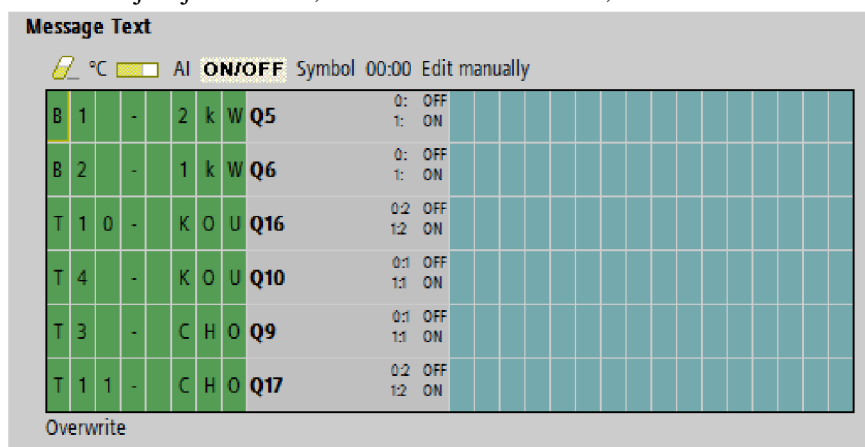 Message Text
°C AI ON/OFF Symbol 00:00 Edit manually
B 1 - 2 k W Q5 0: OFF
1: ON
B 2 - 1 k W Q6 0: OFF
1: ON
T 1 0 - K O U Q16 0:2 OFF
1:2 ON
T 4 - K O U Q10 0:1 OFF
1:1 ON
T 3 - C H O Q9 0:1 OFF
1:1 ON
T 1 1 - C H O Q17 0:2 OFF
1:2 ON
Overwrite